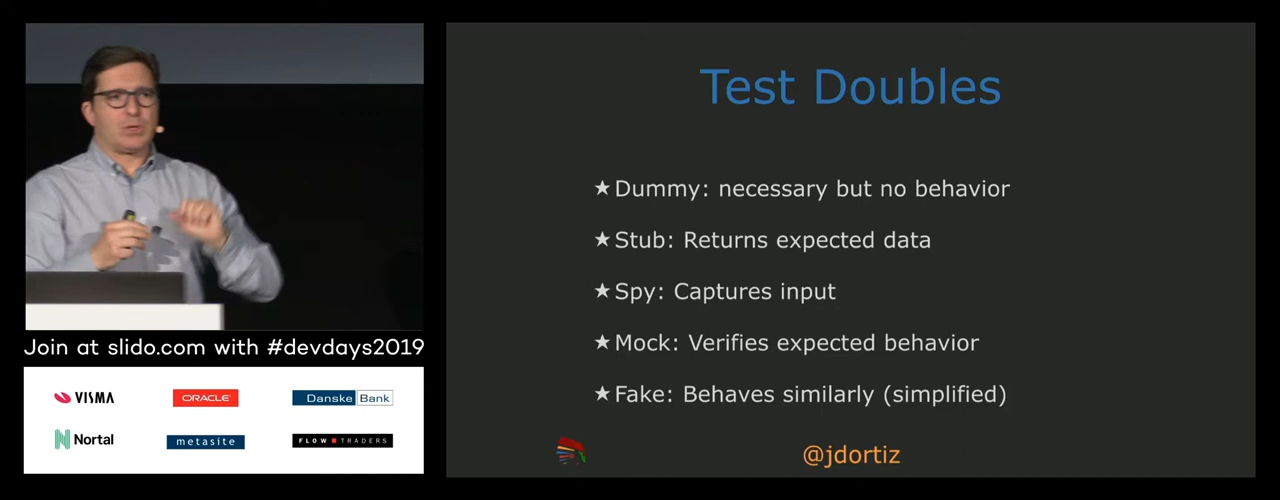 Test Doubles
★Dummy: necessary but no behavior
★Stub: Returns expected data
★Spy: Captures input
★Mock: Verifies expected behavior
★Fake: Behaves similarly (simplified)
@jdortiz
Join at slido.com with #devdays2019
VISMA
ORACLE
Danske Bank
Nortal
metasite
FLOW TRADERS